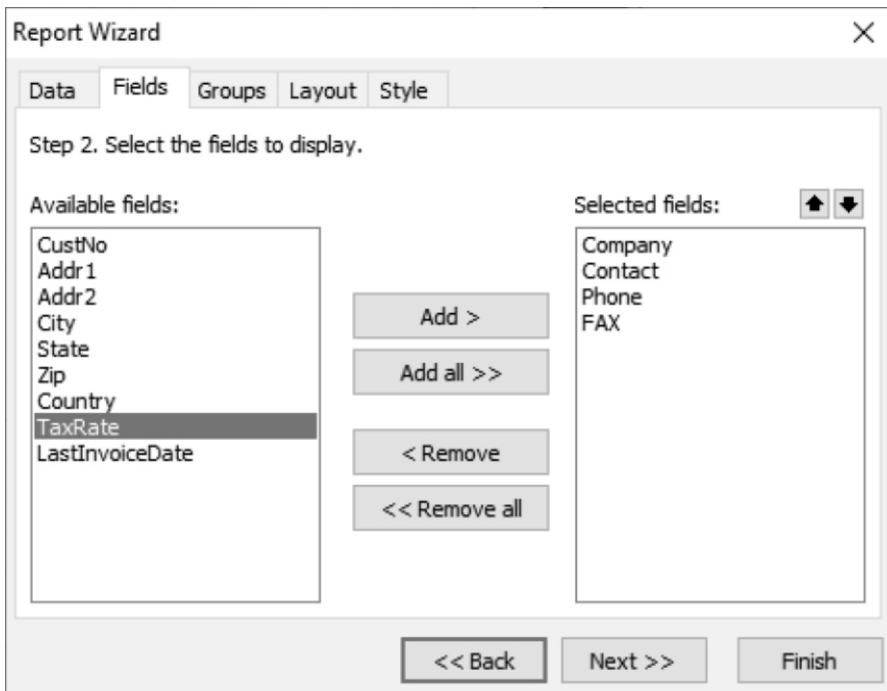 Report Wizard
Data Fields Groups Layout Style
Step 2. Select the fields to display.
Available fields:
CustNo
Addr1
Addr2
City
State
Zip
Country
TaxRate
LastInvoiceDate
Add >
Add all >>
< Remove
<< Remove all
Selected fields:
Company
Contact
Phone
FAX
<< Back Next >> Finish